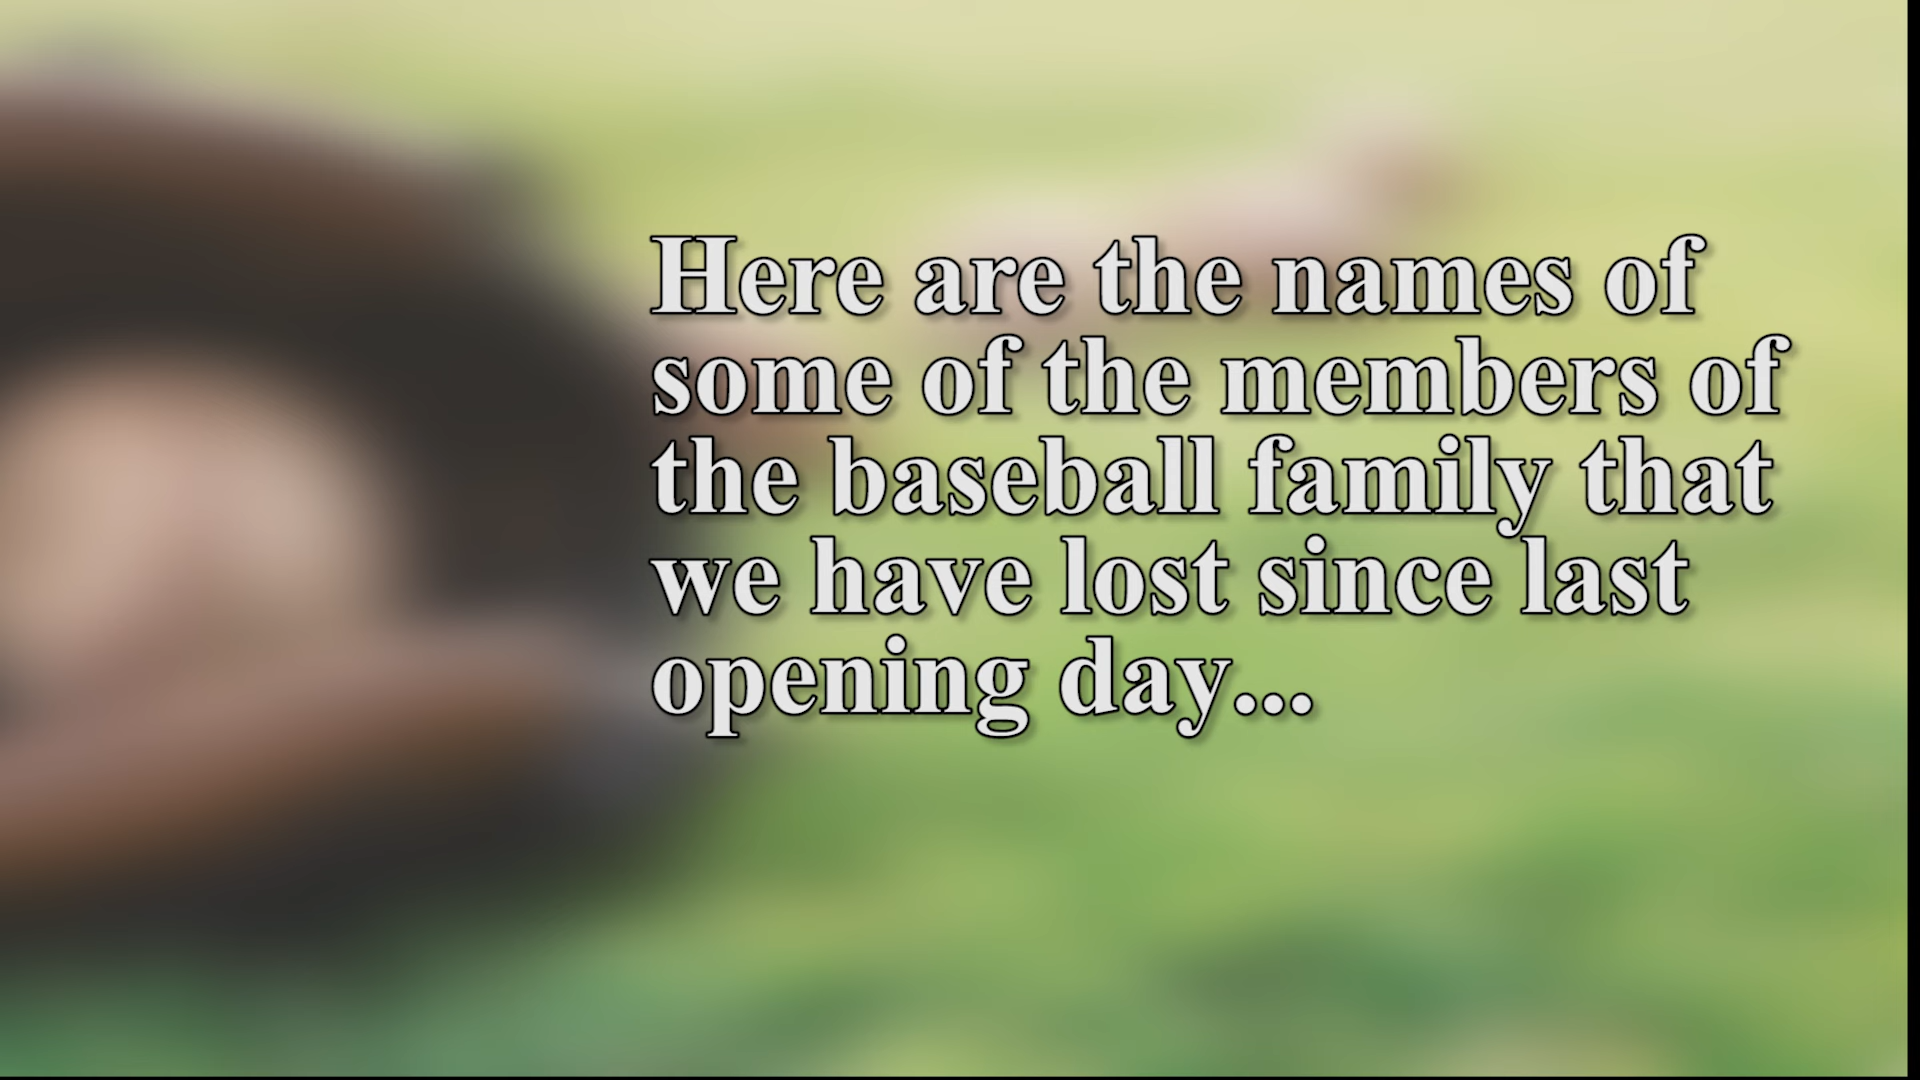 Here are the names of
some of the members of
the baseball family that
we have lost since last
opening day...